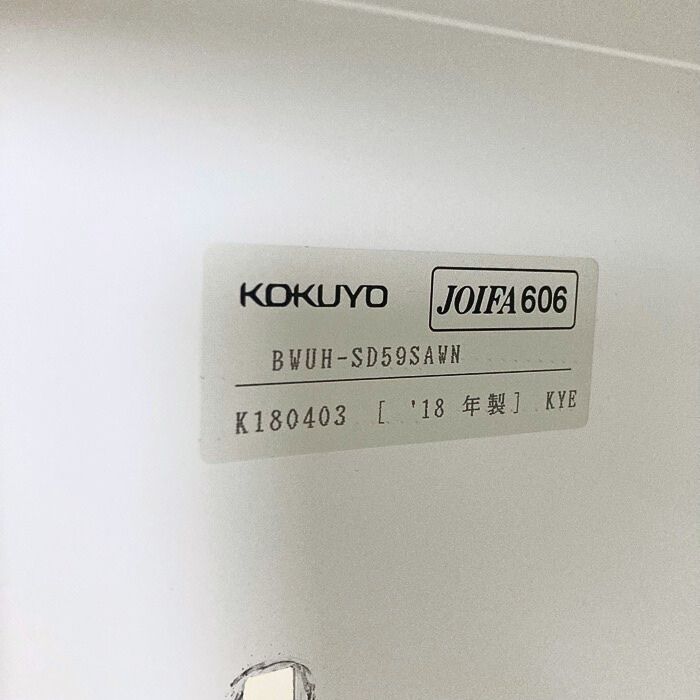 KOKUYO JOIFA606
BWUH-SD59SAWN
K180403 [ '18 年製] KYE